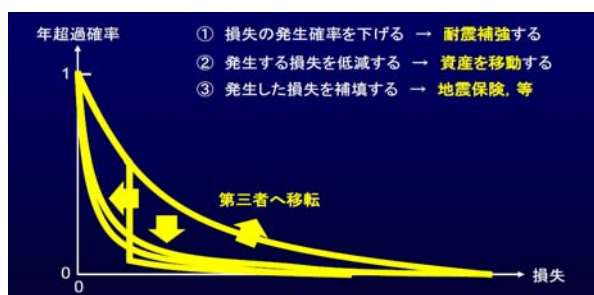 年超過確率
① 損失の発生確率を下げる → 耐震補強する
② 発生する損失を低減する → 資産を移動する
③ 発生した損失を補填する → 地震保険, 等
1
第三者へ移転
0
損失
0